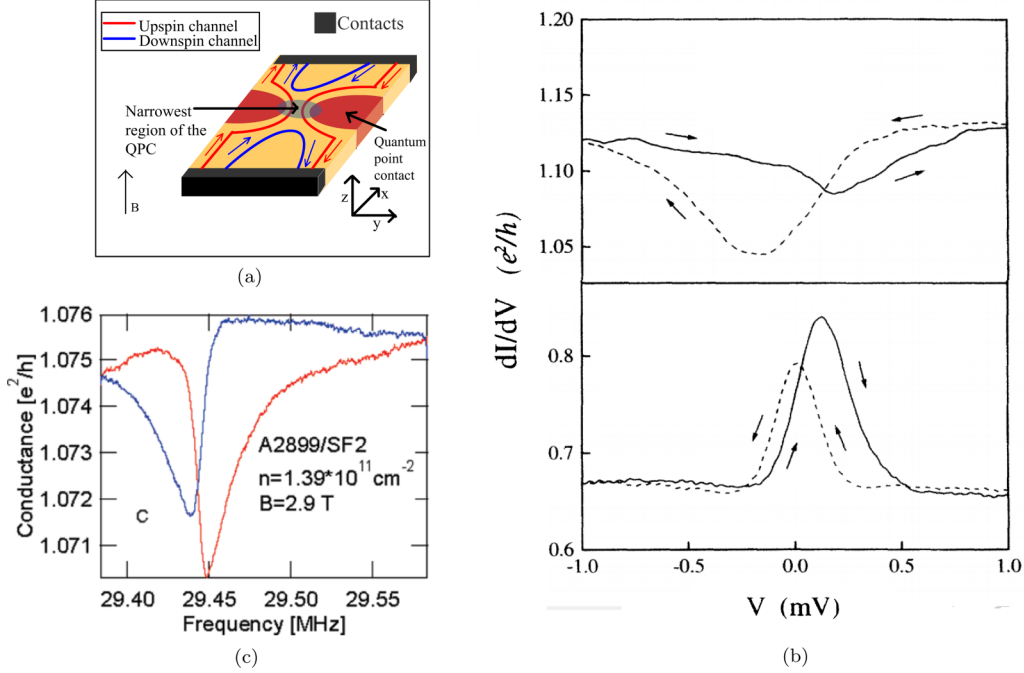 Upspin channel
Downspin channel
Contacts
Narrowest
region of the
QPC
Quantum
point
contact
B
z
x
y
(a)
1.20
1.15
1.10
1.05
0.8
0.7
0.6
dI/dV (e²/h)
-1.0
-0.5
0.0
0.5
1.0
V (mV)
(b)
1.076
1.075
1.074
1.073
1.072
1.071
Conductance [e²/h]
A2899/SF2
n=1.39*10¹¹cm⁻²
B=2.9 T
C
29.40
29.45
29.50
29.55
Frequency [MHz]
(c)